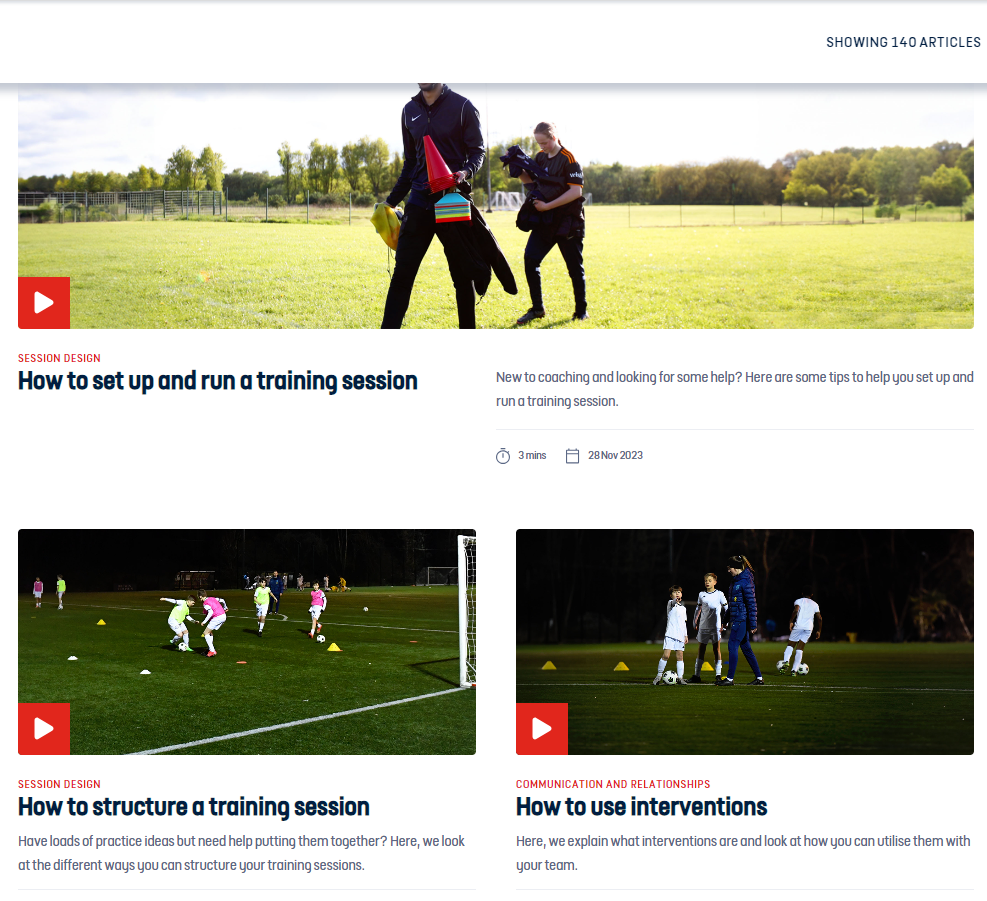 SHOWING 140 ARTICLES
SESSION DESIGN
How to set up and run a training session
New to coaching and looking for some help? Here are some tips to help you set up and
run a training session.
3 mins 28 Nov 2023
SESSION DESIGN
How to structure a training session
Have loads of practice ideas but need help putting them together? Here, we look
at the different ways you can structure your training sessions.
COMMUNICATION AND RELATIONSHIPS
How to use interventions
Here, we explain what interventions are and look at how you can utilise them with
your team.